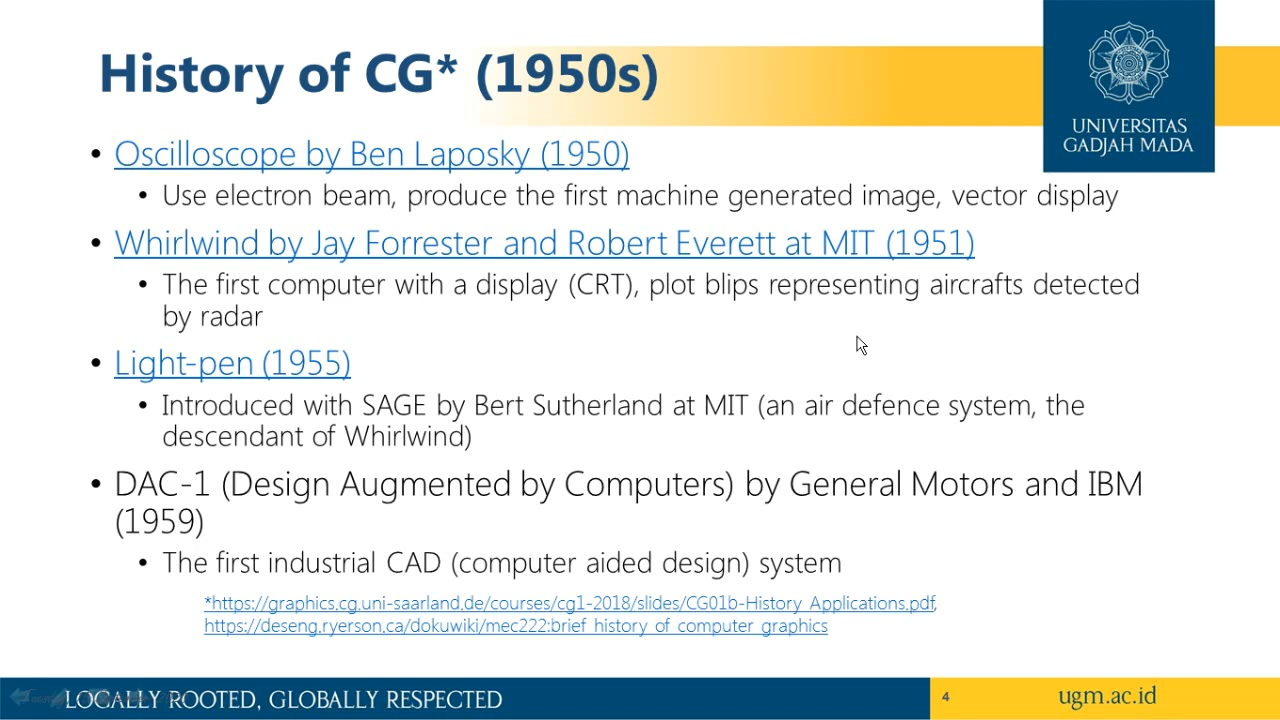 History of CG* (1950s)
UNIVERSITAS
GADJAH MADA
• Oscilloscope by Ben Laposky (1950)
• Use electron beam, produce the first machine generated image, vector display
• Whirlwind by Jay Forrester and Robert Everett at MIT (1951)
• The first computer with a display (CRT), plot blips representing aircrafts detected
by radar
• Light-pen (1955)
• Introduced with SAGE by Bert Sutherland at MIT (an air defence system, the
descendant of Whirlwind)
• DAC-1 (Design Augmented by Computers) by General Motors and IBM
(1959)
• The first industrial CAD (computer aided design) system
*https://graphics.cg.uni-saarland.de/courses/cg1-2018/slides/CG01b-History_Applications.pdf,
https://deseng.ryerson.ca/dokuwiki/mec222:brief_history_of_computer_graphics
LOCALLY ROOTED, GLOBALLY RESPECTED
4
ugm.ac.id